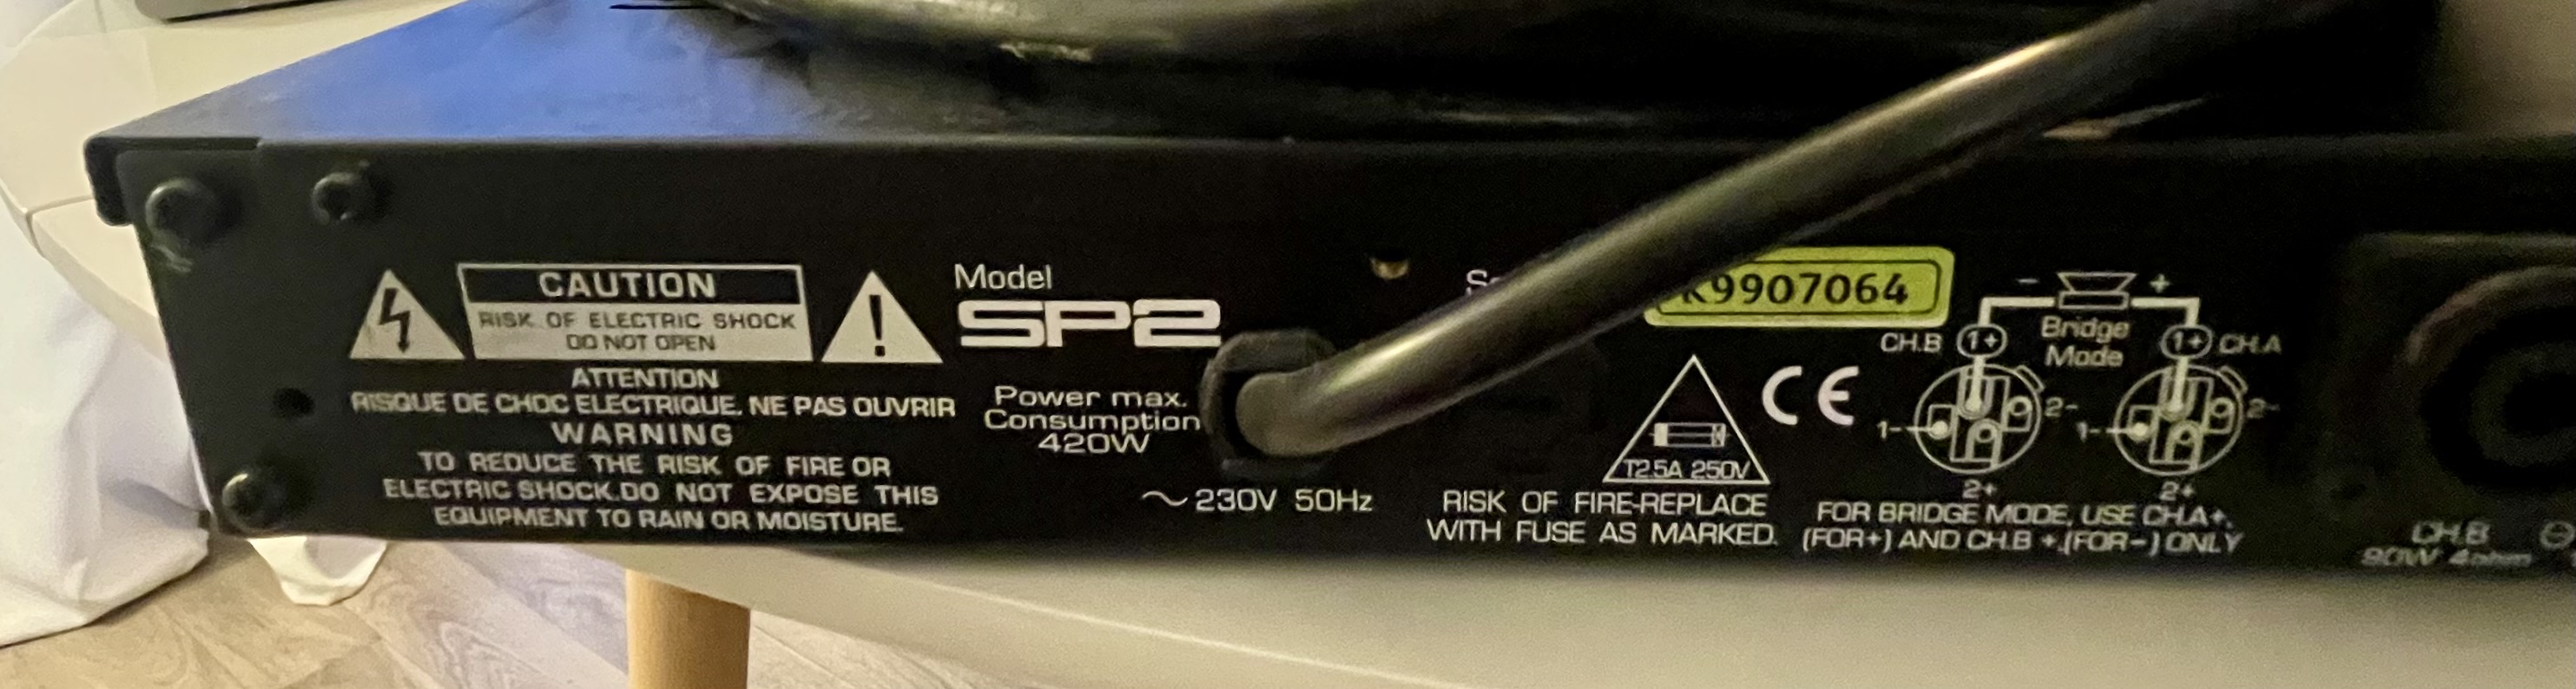 CAUTION
RISK OF ELECTRIC SHOCK
DO NOT OPEN
ATTENTION
RISQUE DE CHOC ELECTRIQUE. NE PAS OUVRIR
WARNING
TO REDUCE THE RISK OF FIRE OR
ELECTRIC SHOCK.DO NOT EXPOSE THIS
EQUIPMENT TO RAIN OR MOISTURE.
Model
SP2
Power max.
Consumption
420W
~ 230V 50Hz
9907064
T2.5A 250V
RISK OF FIRE-REPLACE
WITH FUSE AS MARKED.
CE
- +
Bridge
Mode
CH.B 1+ 1+ CH.A
1- 2- 1- 2-
2+ 2+
FOR BRIDGE MODE, USE CH.A+.
(FOR+) AND CH.B +.(FOR-) ONLY
CH.B
90W 4ohm